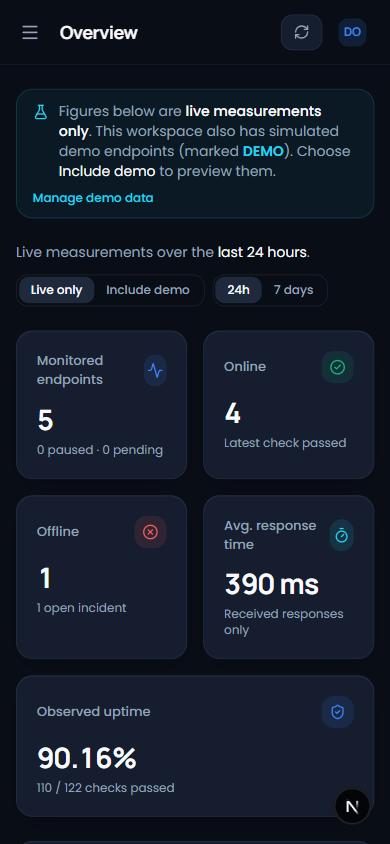 Overview
DO
Figures below are live measurements
only. This workspace also has simulated
demo endpoints (marked DEMO). Choose
Include demo to preview them.
Manage demo data
Live measurements over the last 24 hours.
Live only
Include demo
24h
7 days
Monitored
endpoints
5
0 paused · 0 pending
Online
4
Latest check passed
Offline
1
1 open incident
Avg. response
time
390 ms
Received responses
only
Observed uptime
90.16%
110 / 122 checks passed
N